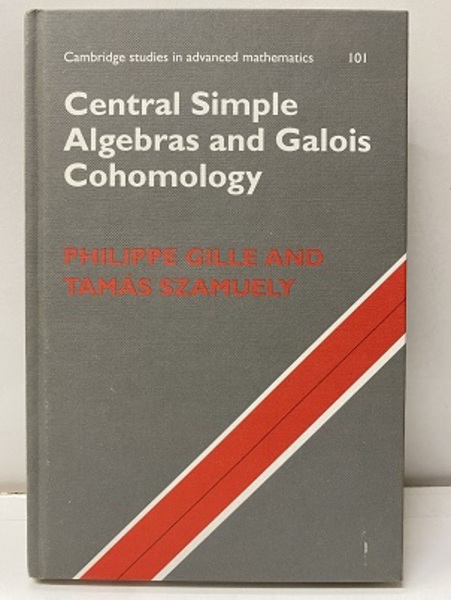 Cambridge studies in advanced mathematics 101
Central Simple
Algebras and Galois
Cohomology
PHILIPPE GILLE AND
TAMÁS SZAMUELY